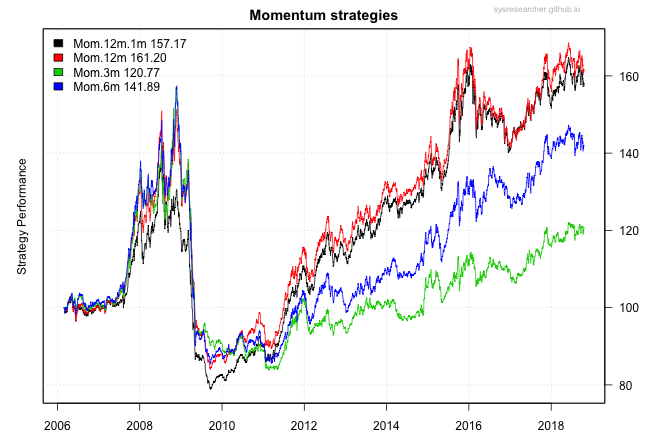 sysresearcher.github.io
Momentum strategies
Mom.12m.1m 157.17
Mom.12m 161.20
Mom.3m 120.77
Mom.6m 141.89
Strategy Performance
160
140
120
100
80
2006 2008 2010 2012 2014 2016 2018